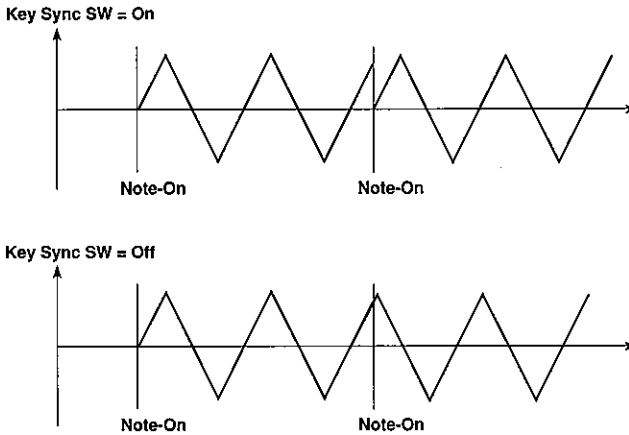 Key Sync SW = On
Note-On Note-On
Key Sync SW = Off
Note-On Note-On